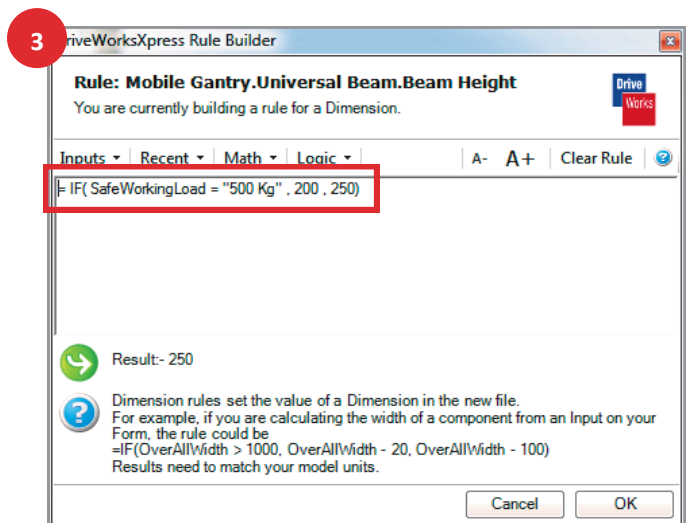 3
DriveWorksXpress Rule Builder
Rule: Mobile Gantry.Universal Beam.Beam Height
You are currently building a rule for a Dimension.
Drive
Works
Inputs Recent Math Logic A- A+ Clear Rule ?
= IF( SafeWorkingLoad = "500 Kg" , 200 , 250)
Result:- 250
Dimension rules set the value of a Dimension in the new file.
For example, if you are calculating the width of a component from an Input on your
Form, the rule could be
=IF(OverAllWidth > 1000, OverAllWidth - 20, OverAllWidth - 100)
Results need to match your model units.
Cancel OK